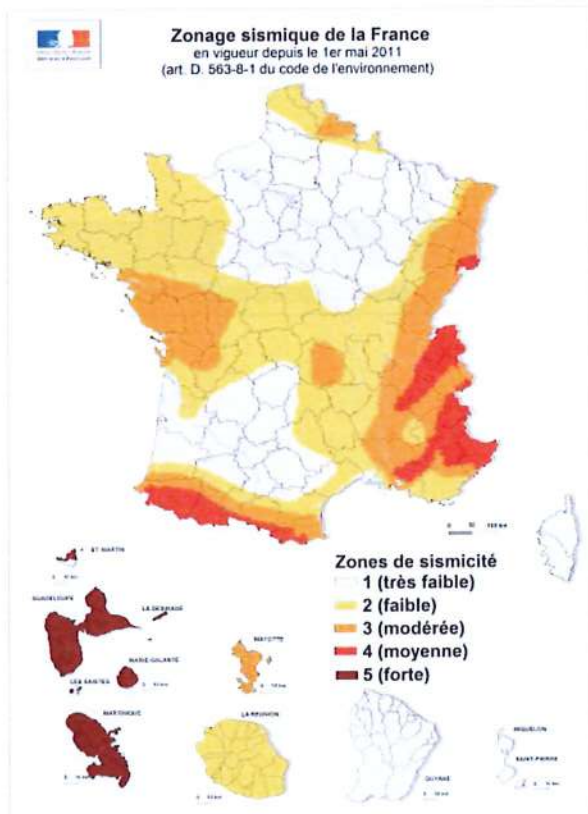 Zonage sismique de la France
en vigueur depuis le 1er mai 2011
(art. D. 563-8-1 du code de l'environnement)
Zones de sismicité
1 (très faible)
2 (faible)
3 (modérée)
4 (moyenne)
5 (forte)
ST-MARTIN
GUADELOUPE
LA DESIRADE
MARIE-GALANTE
LES SAINTES
MAYOTTE
MARTINIQUE
LA REUNION
GUYANE
MIQUELON
SAINT-PIERRE